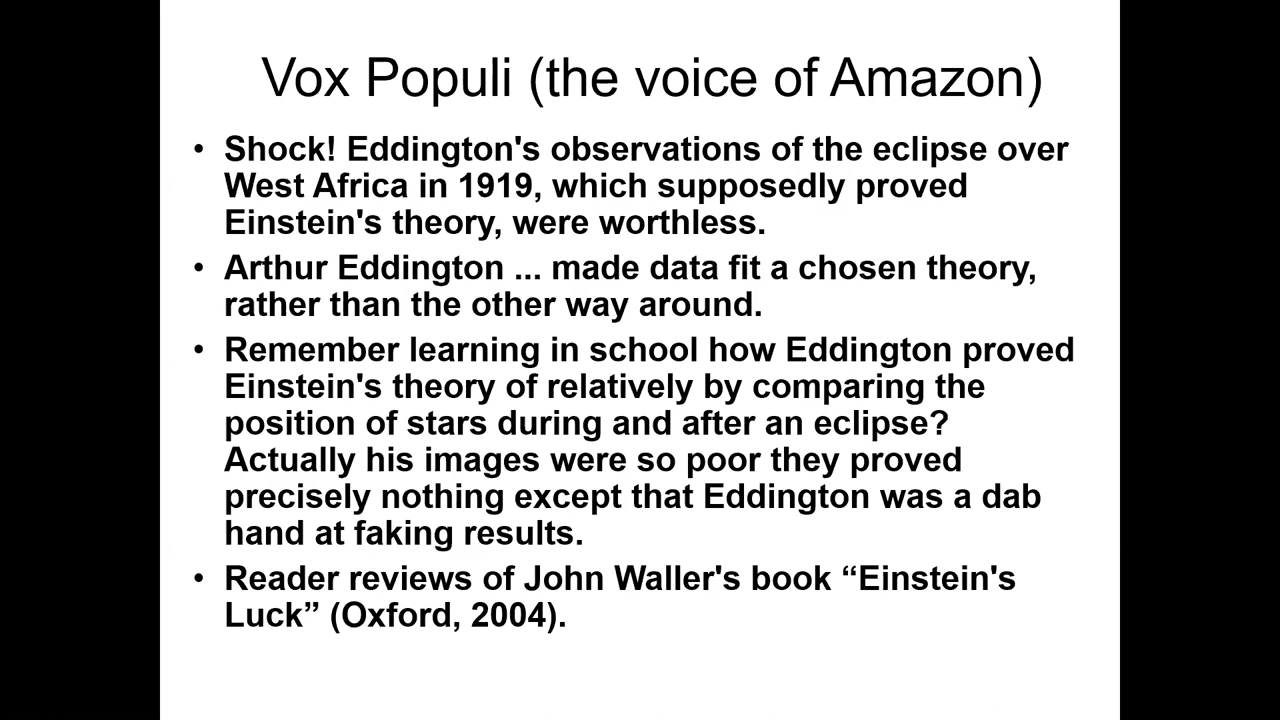 Vox Populi (the voice of Amazon)
• Shock! Eddington's observations of the eclipse over
West Africa in 1919, which supposedly proved
Einstein's theory, were worthless.
• Arthur Eddington ... made data fit a chosen theory,
rather than the other way around.
• Remember learning in school how Eddington proved
Einstein's theory of relatively by comparing the
position of stars during and after an eclipse?
Actually his images were so poor they proved
precisely nothing except that Eddington was a dab
hand at faking results.
• Reader reviews of John Waller's book “Einstein's
Luck” (Oxford, 2004).